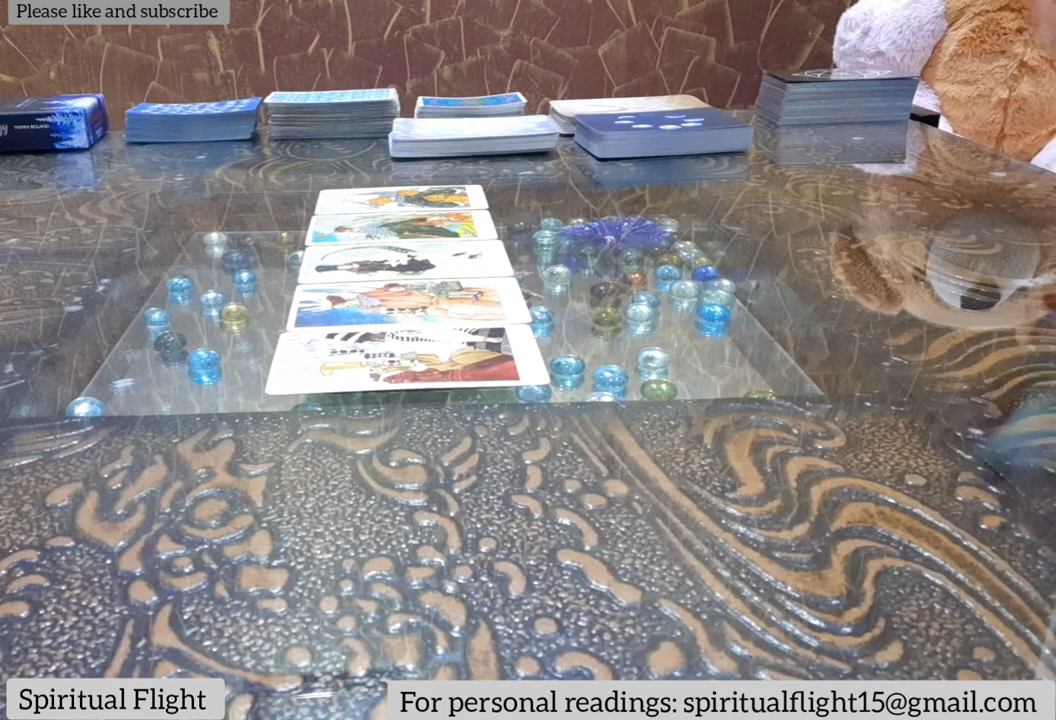 Please like and subscribe
Spiritual Flight
For personal readings: spiritualflight15@gmail.com